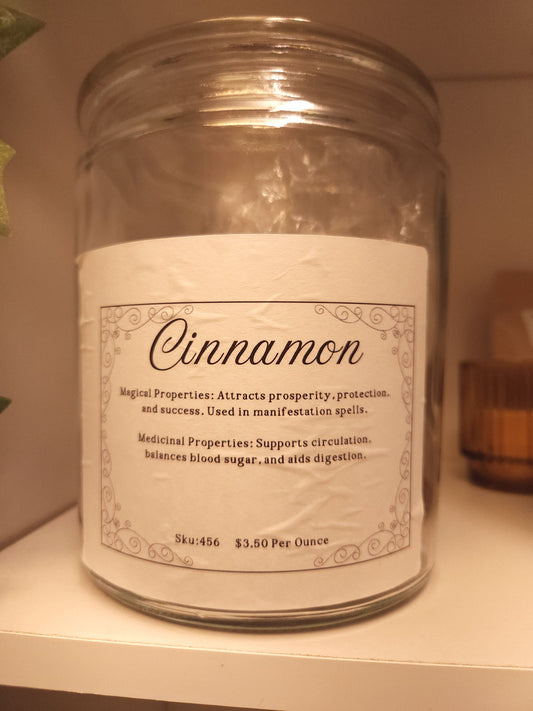 Cinnamon
Magical Properties: Attracts prosperity, protection,
and success. Used in manifestation spells.
Medicinal Properties: Supports circulation,
balances blood sugar, and aids digestion.
Sku:456 $3.50 Per Ounce